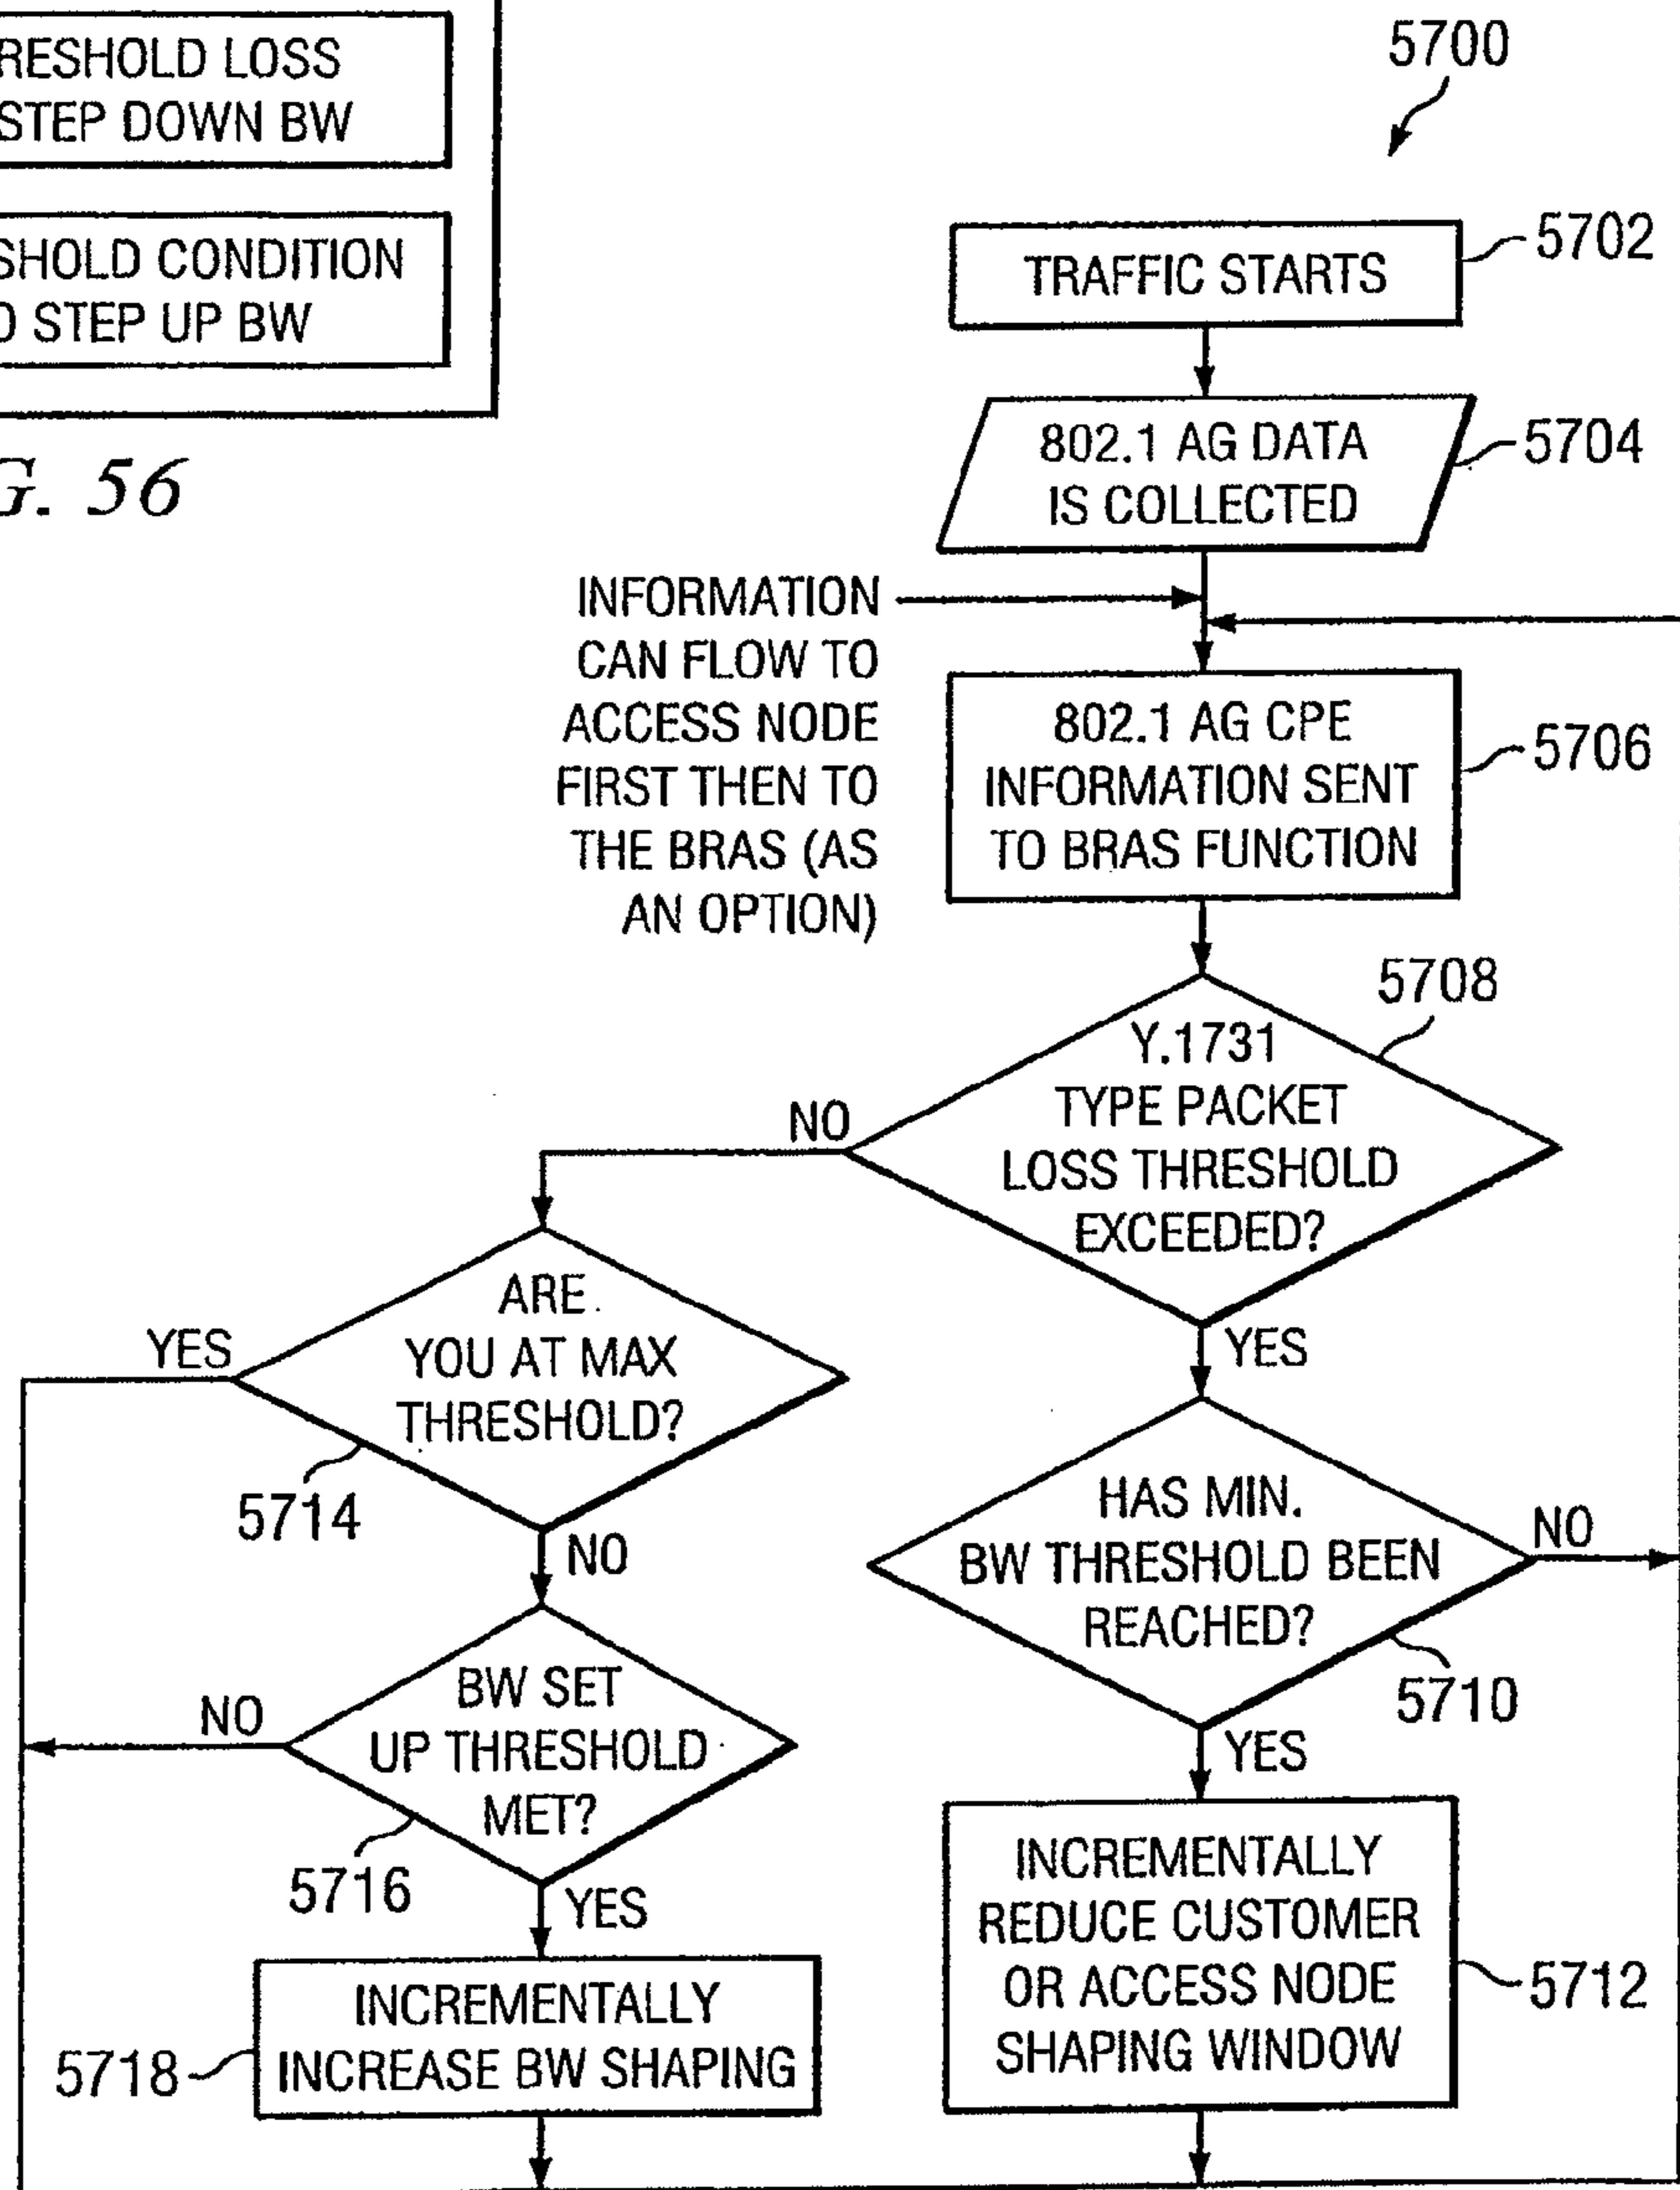 RESHOLD LOSS
STEP DOWN BW
SHOLD CONDITION
STEP UP BW
G. 56
5700
TRAFFIC STARTS
5702
802.1 AG DATA
IS COLLECTED
5704
INFORMATION
CAN FLOW TO
ACCESS NODE
FIRST THEN TO
THE BRAS (AS
AN OPTION)
802.1 AG CPE
INFORMATION SENT
TO BRAS FUNCTION
5706
5708
Y.1731
TYPE PACKET
LOSS THRESHOLD
EXCEEDED?
NO
YES
ARE
YOU AT MAX
THRESHOLD?
YES
5714
NO
HAS MIN.
BW THRESHOLD BEEN
REACHED?
NO
5710
YES
BW SET
UP THRESHOLD
MET?
NO
5716
YES
INCREMENTALLY
REDUCE CUSTOMER
OR ACCESS NODE
SHAPING WINDOW
5712
INCREMENTALLY
INCREASE BW SHAPING
5718